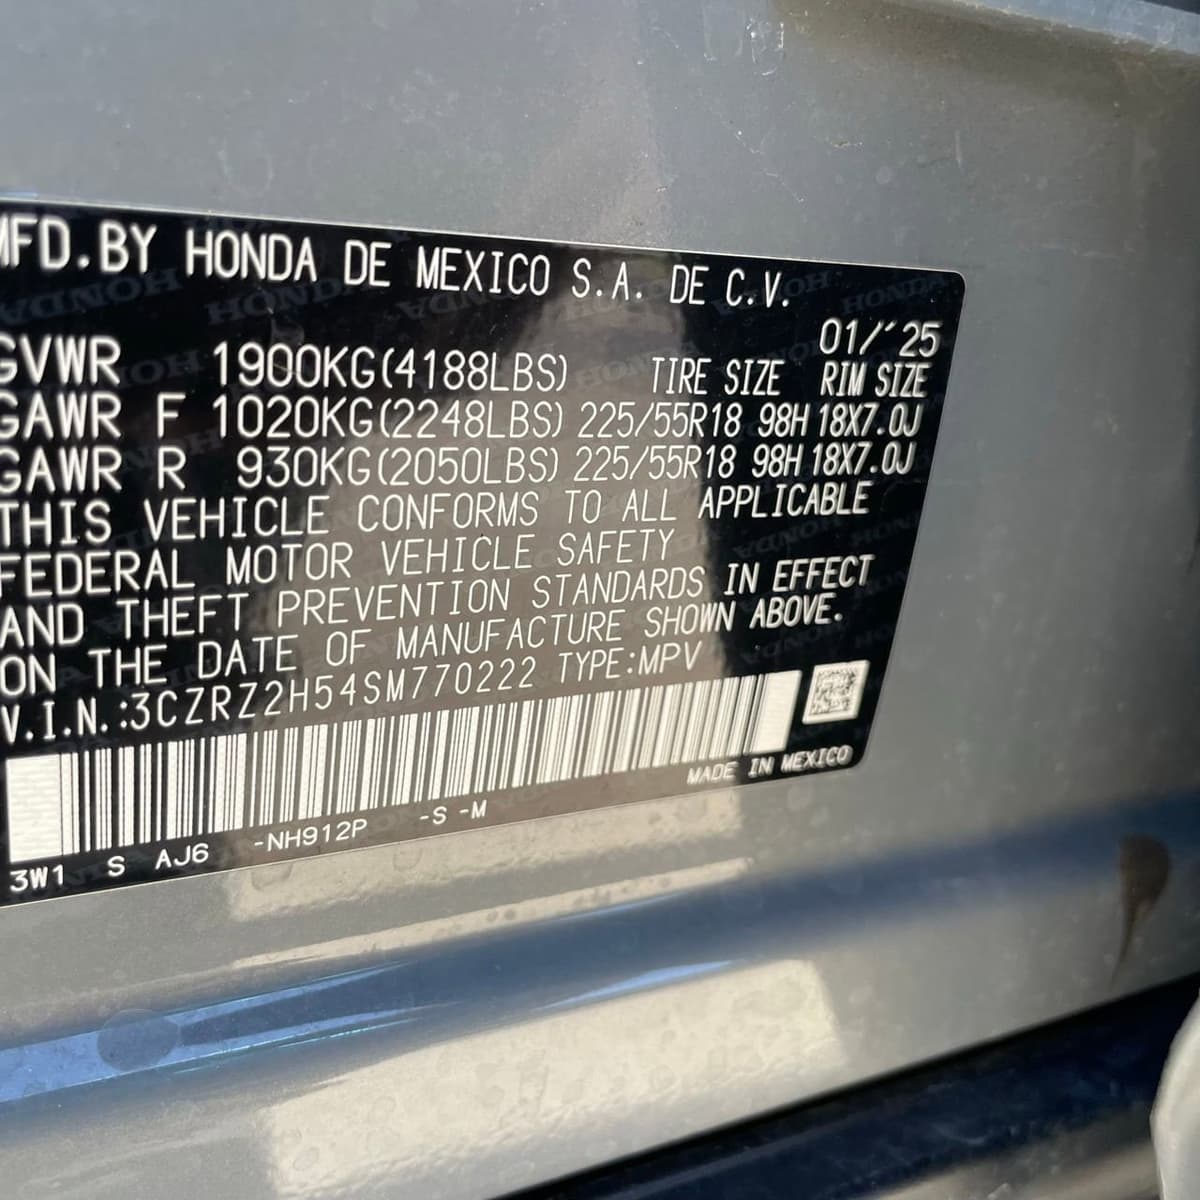 MFD.BY HONDA DE MEXICO S.A. DE C.V.
01/'25
GVWR 1900KG(4188LBS) TIRE SIZE RIM SIZE
GAWR F 1020KG(2248LBS) 225/55R18 98H 18X7.0J
GAWR R 930KG(2050LBS) 225/55R18 98H 18X7.0J
THIS VEHICLE CONFORMS TO ALL APPLICABLE
FEDERAL MOTOR VEHICLE SAFETY
AND THEFT PREVENTION STANDARDS IN EFFECT
ON THE DATE OF MANUFACTURE SHOWN ABOVE.
V.I.N.:3CZRZ2H54SM770222 TYPE:MPV
MADE IN MEXICO
3W1 S AJ6 -NH912P -S -M